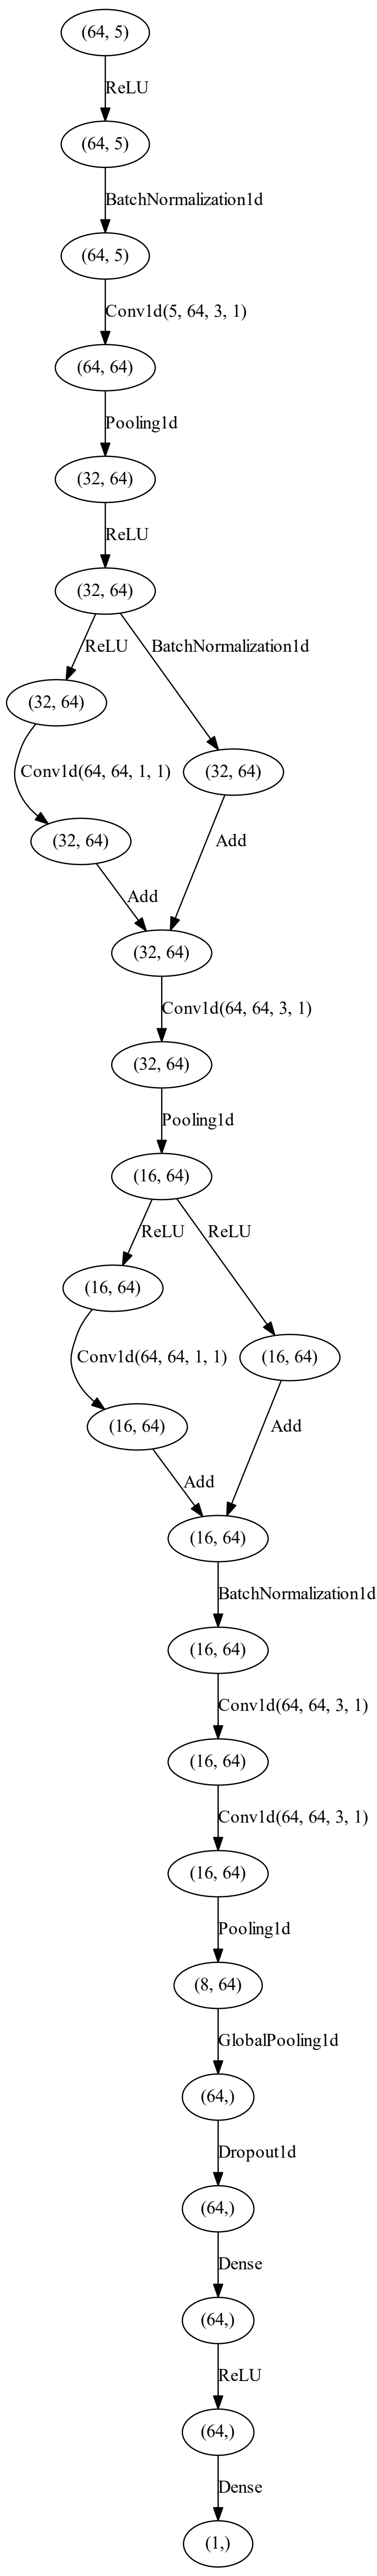 (64, 5)
ReLU
(64, 5)
BatchNormalization1d
(64, 5)
Conv1d(5, 64, 3, 1)
(64, 64)
Pooling1d
(32, 64)
ReLU
(32, 64)
ReLU BatchNormalization1d
(32, 64)
Conv1d(64, 64, 1, 1) (32, 64)
(32, 64) Add
Add
(32, 64)
Conv1d(64, 64, 3, 1)
(32, 64)
Pooling1d
(16, 64)
ReLU ReLU
(16, 64)
Conv1d(64, 64, 1, 1) (16, 64)
(16, 64) Add
Add
(16, 64)
BatchNormalization1d
(16, 64)
Conv1d(64, 64, 3, 1)
(16, 64)
Conv1d(64, 64, 3, 1)
(16, 64)
Pooling1d
(8, 64)
GlobalPooling1d
(64,)
Dropout1d
(64,)
Dense
(64,)
ReLU
(64,)
Dense
(1,)